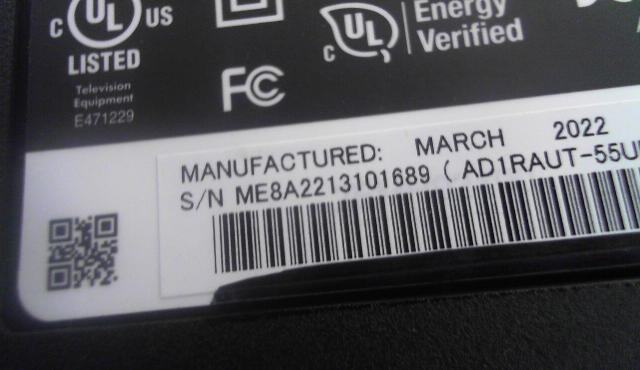 C UL US
LISTED
Television
Equipment
E471229
FC
C UL
Energy
Verified
MANUFACTURED: MARCH 2022
S/N ME8A2213101689 ( AD1RAUT-55U